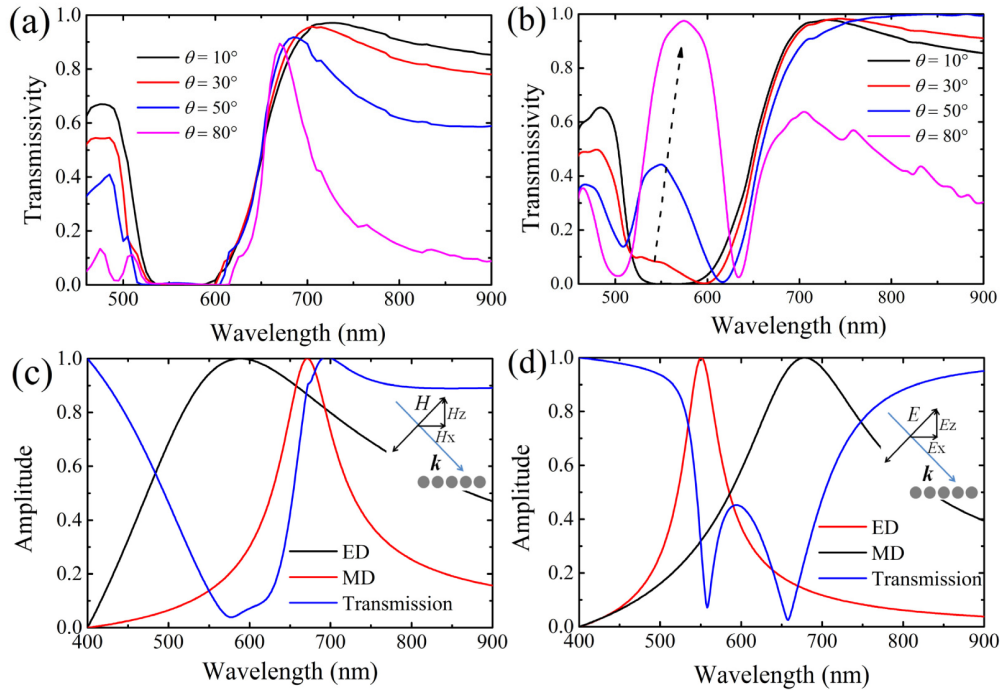 (a)
Transmissivity
1.0
0.8
0.6
0.4
0.2
0.0
θ = 10°
θ = 30°
θ = 50°
θ = 80°
500 600 700 800 900
Wavelength (nm)
(b)
Transmissivity
1.0
0.8
0.6
0.4
0.2
0.0
θ = 10°
θ = 30°
θ = 50°
θ = 80°
500 600 700 800 900
Wavelength (nm)
(c)
Amplitude
1.0
0.8
0.6
0.4
0.2
0.0
H
Hz
Hx
k
ED
MD
Transmission
400 500 600 700 800 900
Wavelength (nm)
(d)
Amplitude
1.0
0.8
0.6
0.4
0.2
0.0
E
Ez
Ex
k
ED
MD
Transmission
400 500 600 700 800 900
Wavelength (nm)